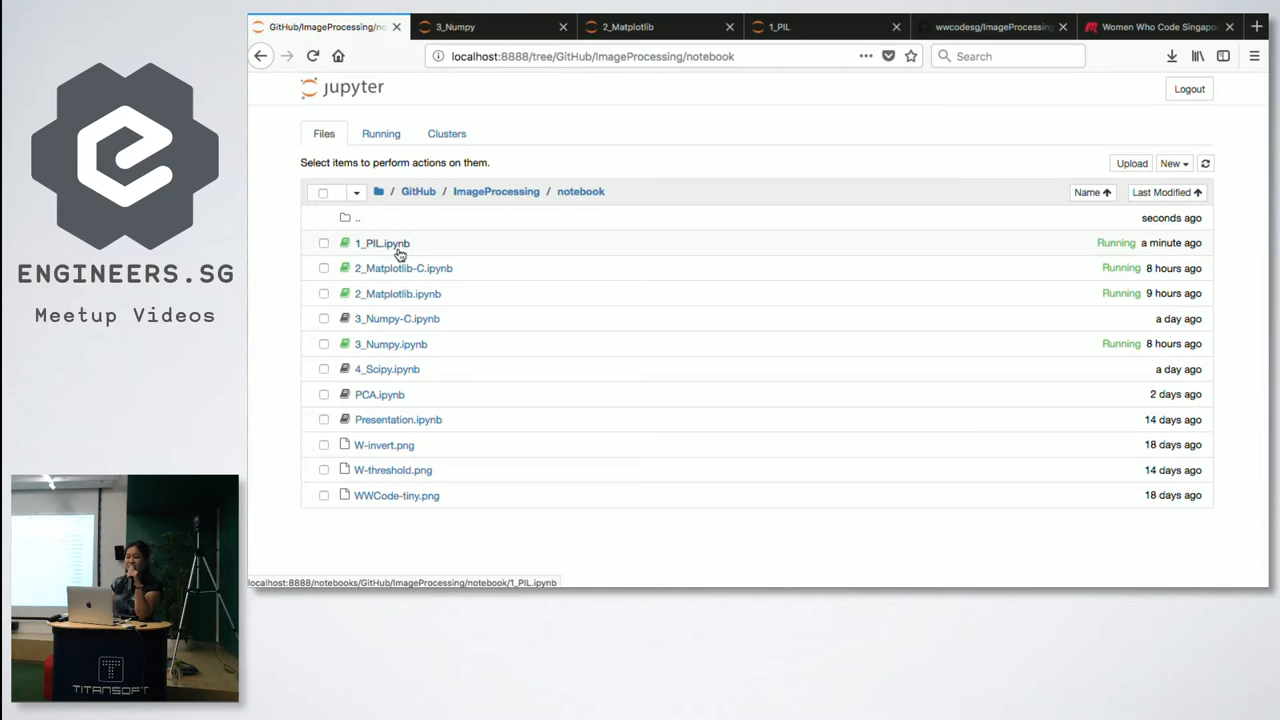 GitHub/ImageProcessing/no
3_Numpy
2_Matplotlib
1_PIL
wwcodesg/ImageProcessing
Women Who Code Singapo
localhost:8888/tree/GitHub/ImageProcessing/notebook
Search
jupyter
Logout
Files
Running
Clusters
Select items to perform actions on them.
Upload
New
/ GitHub / ImageProcessing / notebook
Name
Last Modified
..
seconds ago
1_PIL.ipynb
Running a minute ago
2_Matplotlib-C.ipynb
Running 8 hours ago
2_Matplotlib.ipynb
Running 9 hours ago
3_Numpy-C.ipynb
a day ago
3_Numpy.ipynb
Running 8 hours ago
4_Scipy.ipynb
a day ago
PCA.ipynb
2 days ago
Presentation.ipynb
14 days ago
W-invert.png
18 days ago
W-threshold.png
14 days ago
WWCode-tiny.png
18 days ago
localhost:8888/notebooks/GitHub/ImageProcessing/notebook/1_PIL.ipynb
ENGINEERS.SG
Meetup Videos
TITANSOFT